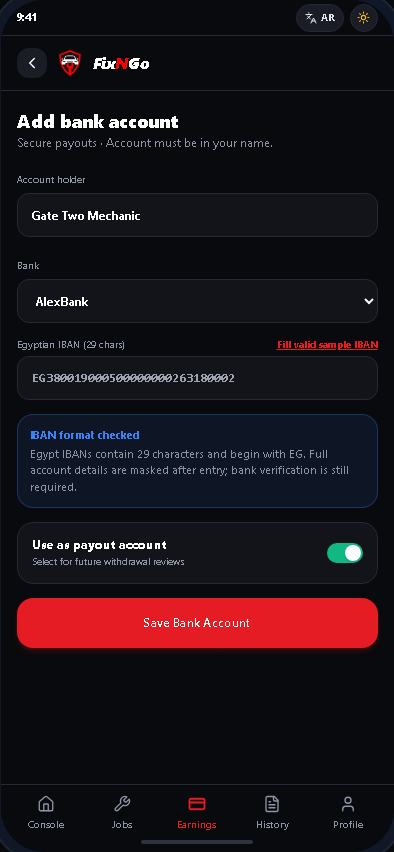 9:41
AR
FixNGo
Add bank account
Secure payouts · Account must be in your name.
Account holder
Gate Two Mechanic
Bank
AlexBank
Egyptian IBAN (29 chars)
Fill valid sample IBAN
EG380019000500000000263180002
IBAN format checked
Egypt IBANs contain 29 characters and begin with EG. Full
account details are masked after entry; bank verification is still
required.
Use as payout account
Select for future withdrawal reviews
Save Bank Account
Console
Jobs
Earnings
History
Profile